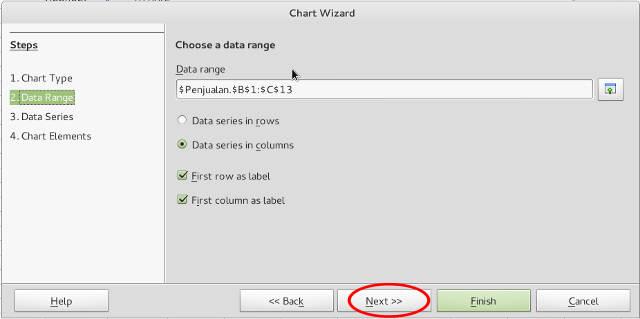 Chart Wizard
Steps
1. Chart Type
2. Data Range
3. Data Series
4. Chart Elements
Choose a data range
Data range
$Penjualan.$B$1:$C$13
Data series in rows
Data series in columns
First row as label
First column as label
Help
<< Back
Next >>
Finish
Cancel